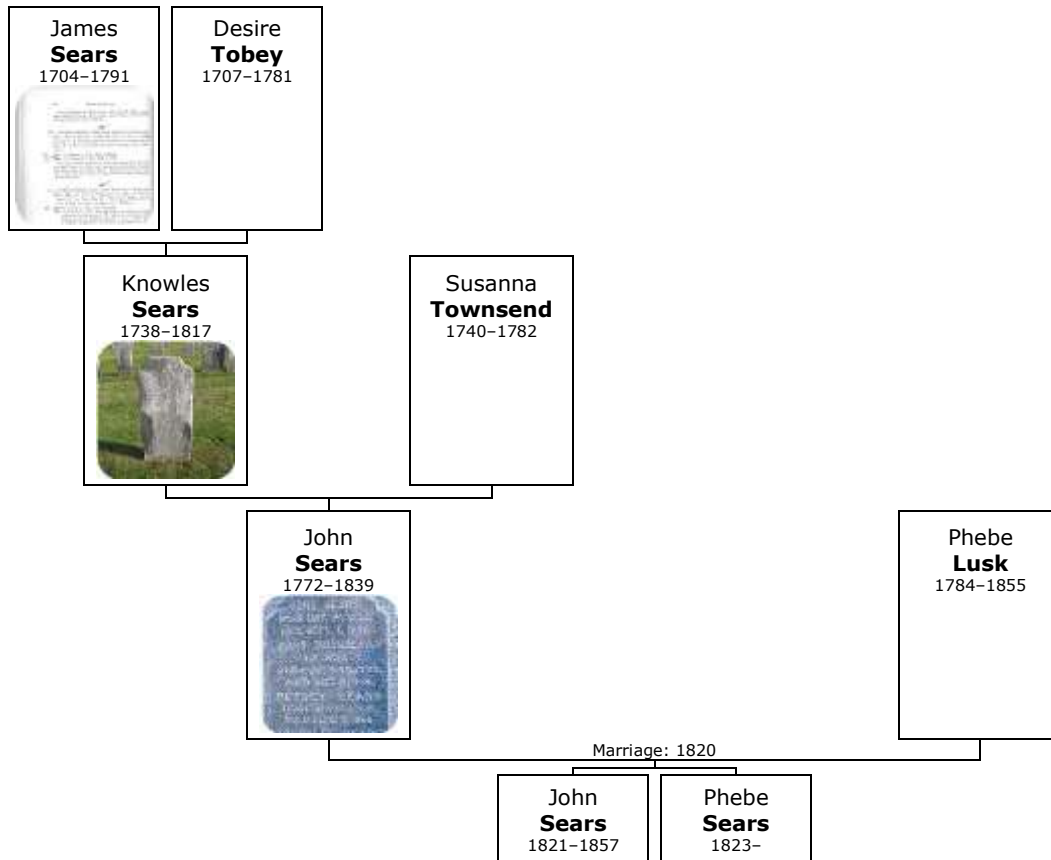 James
Sears
1704–1791
Desire
Tobey
1707–1781
Knowles
Sears
1738–1817
Susanna
Townsend
1740–1782
John
Sears
1772–1839
Phebe
Lusk
1784–1855
Marriage: 1820
John
Sears
1821–1857
Phebe
Sears
1823–